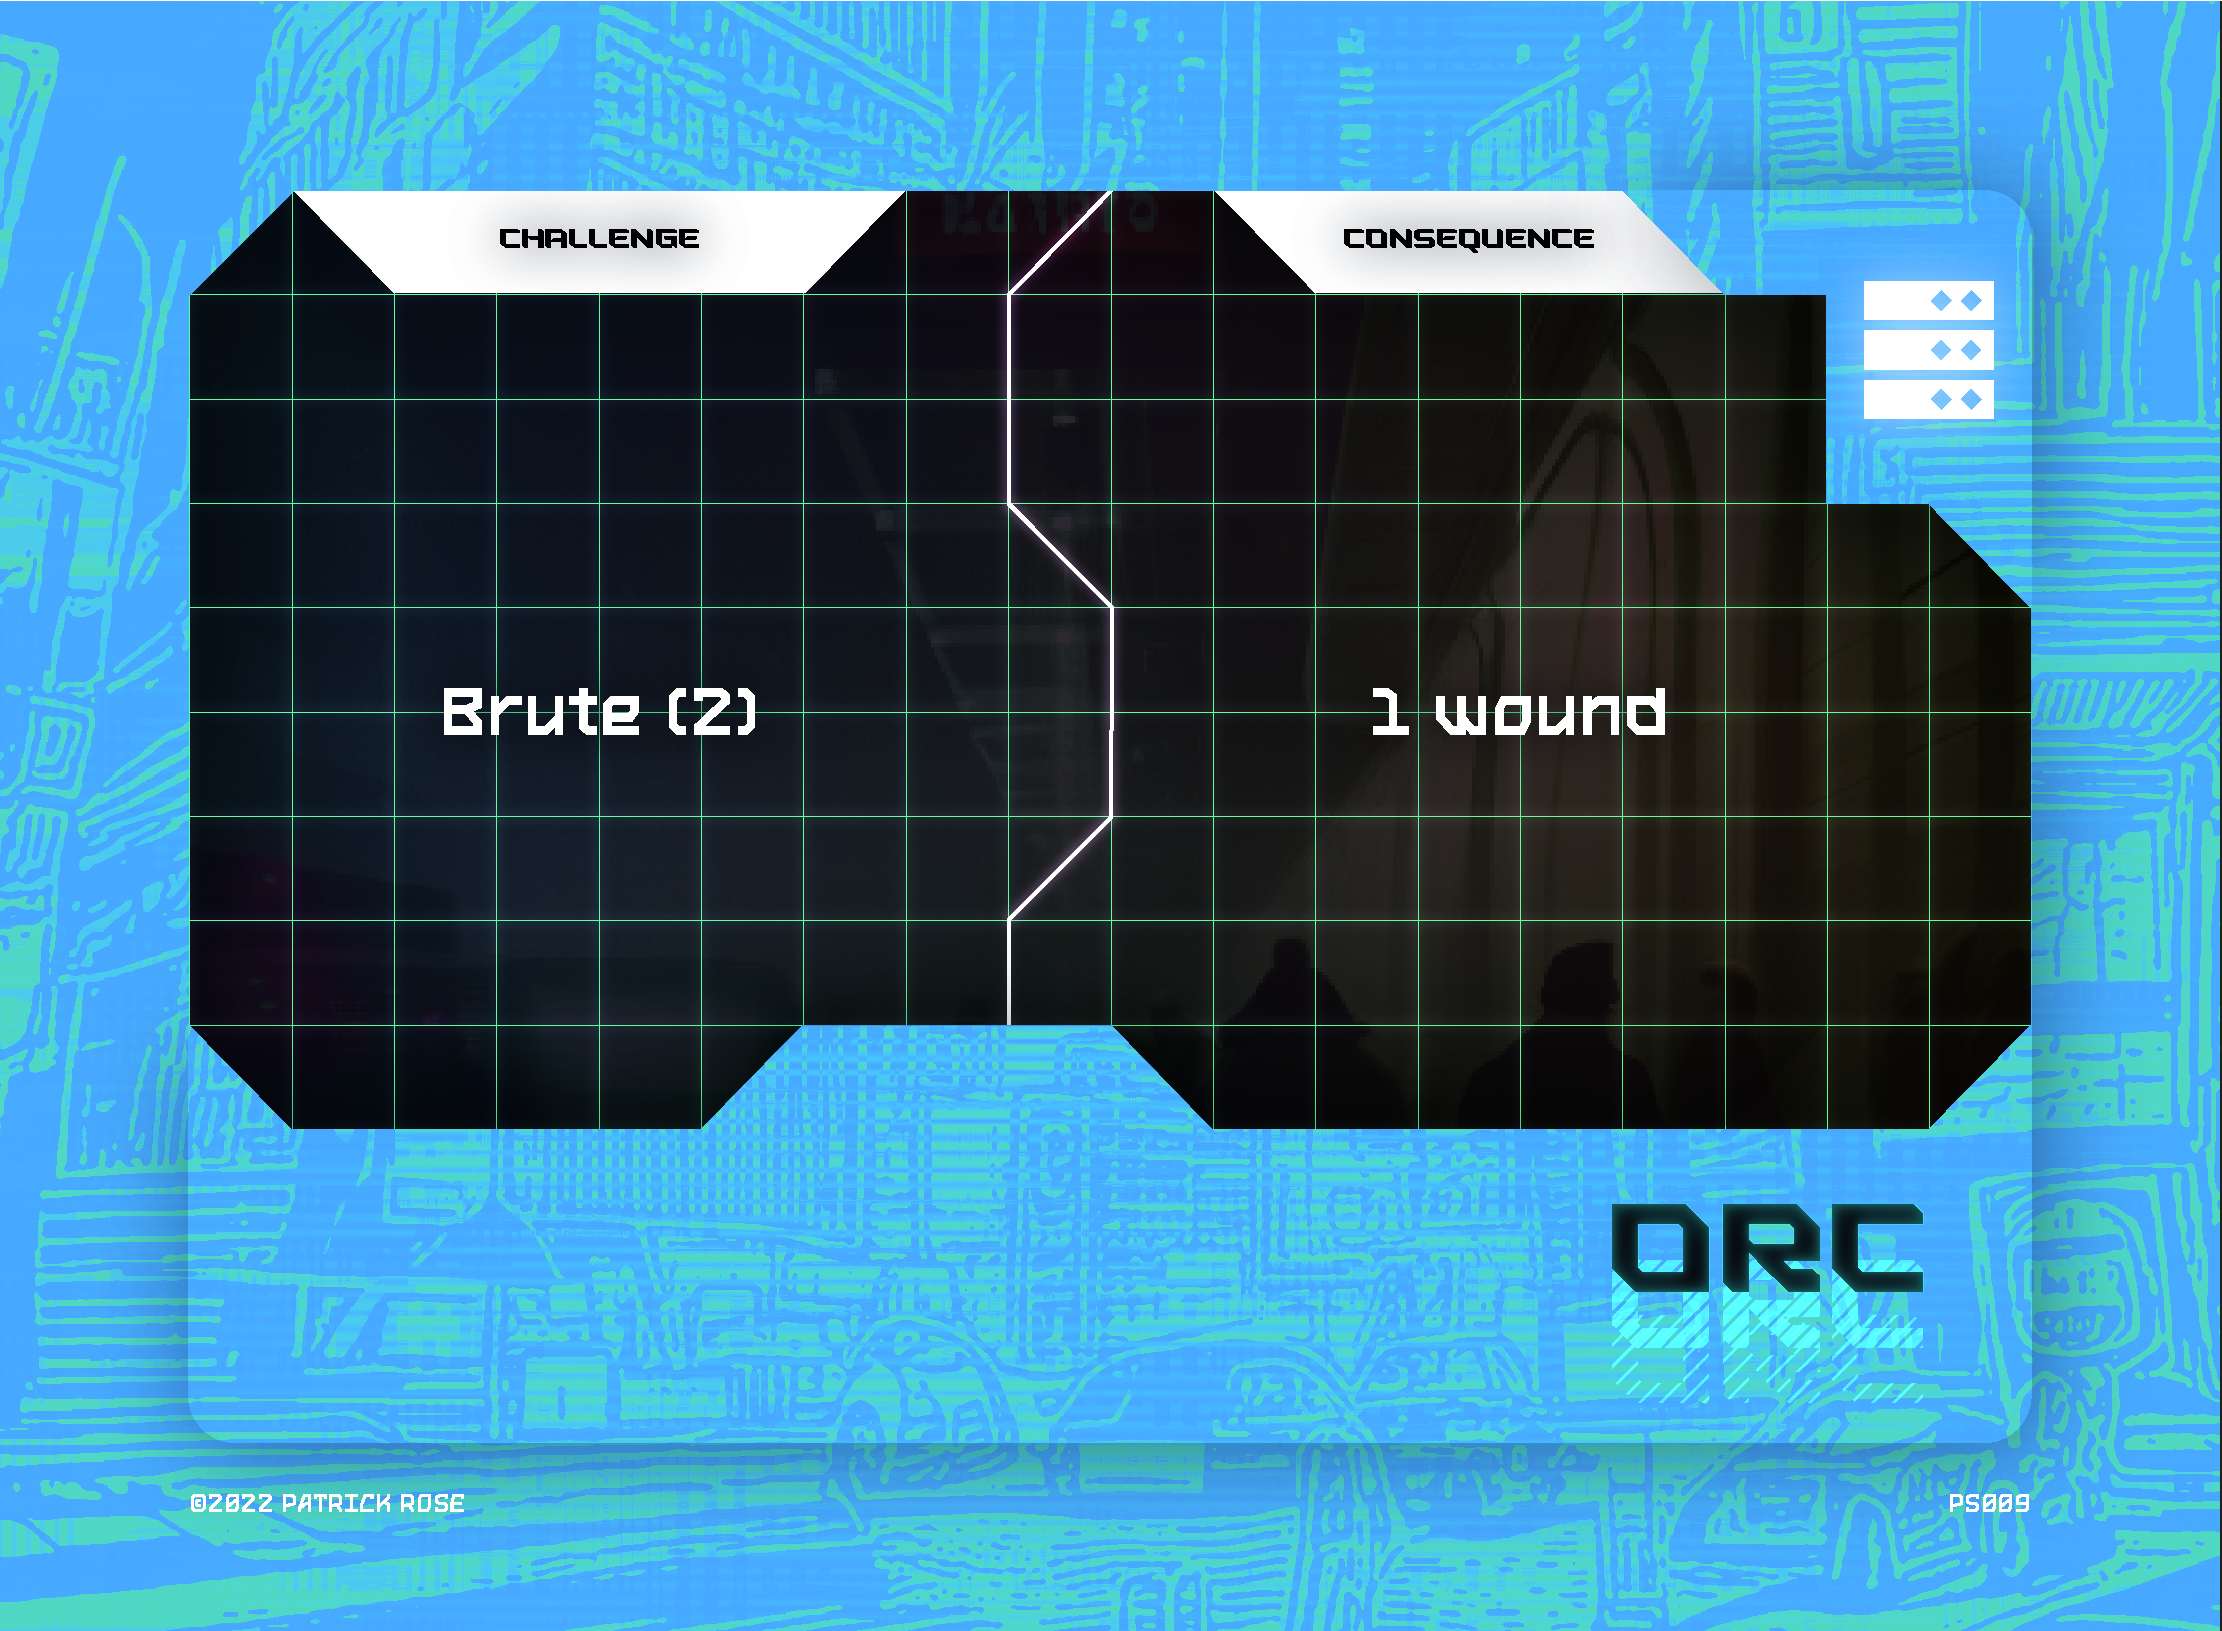 CHALLENGE
CONSEQUENCE
Brute (2)
1 wound
ORC
©2022 PATRICK ROSE
PS009